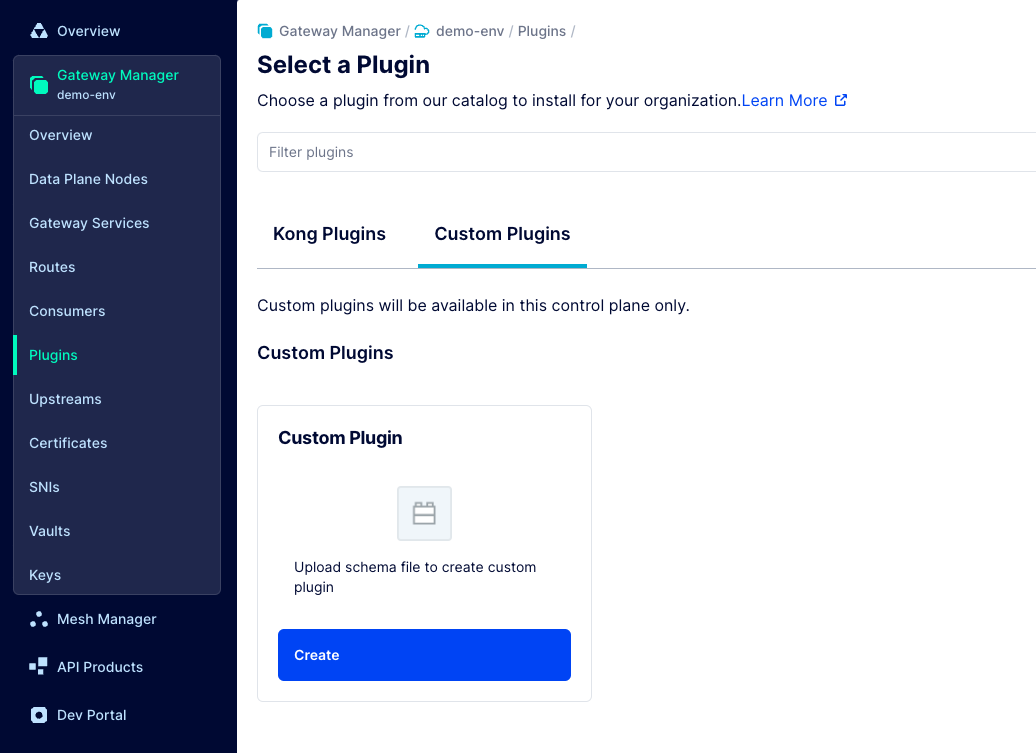 Overview
Gateway Manager
demo-env
Overview
Data Plane Nodes
Gateway Services
Routes
Consumers
Plugins
Upstreams
Certificates
SNIs
Vaults
Keys
Mesh Manager
API Products
Dev Portal
Gateway Manager / demo-env / Plugins /
Select a Plugin
Choose a plugin from our catalog to install for your organization.Learn More
Filter plugins
Kong Plugins Custom Plugins
Custom plugins will be available in this control plane only.
Custom Plugins
Custom Plugin
Upload schema file to create custom
plugin
Create